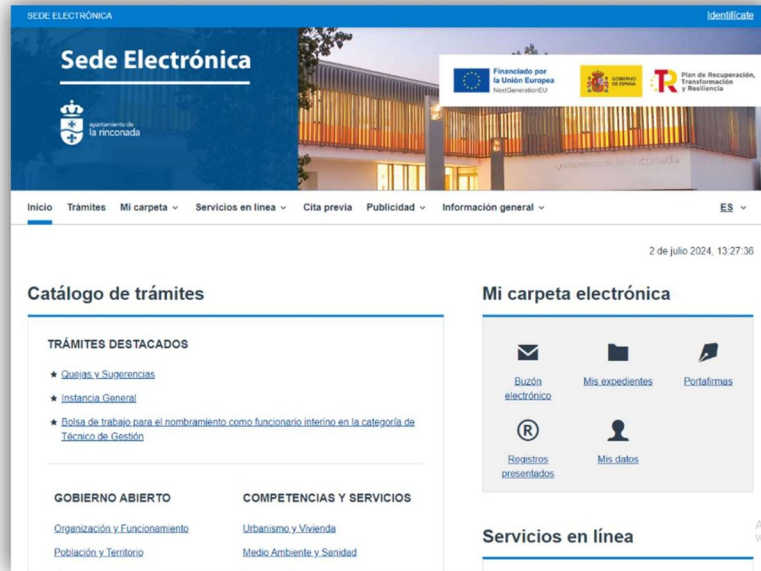 SEDE ELECTRÓNICA
Identifícate
Sede Electrónica
ayuntamiento de
la rinconada
Financiado por
la Unión Europea
NextGenerationEU
GOBIERNO
DE ESPAÑA
Plan de Recuperación,
Transformación
y Resiliencia
ayuntamiento de la rinconada
Inicio Trámites Mi carpeta Servicios en línea Cita previa Publicidad Información general ES
2 de julio 2024, 13:27:36
Catálogo de trámites
TRÁMITES DESTACADOS
Quejas y Sugerencias
Instancia General
Bolsa de trabajo para el nombramiento como funcionario interino en la categoría de
Técnico de Gestión
GOBIERNO ABIERTO
Organización y Funcionamiento
Población y Territorio
COMPETENCIAS Y SERVICIOS
Urbanismo y Vivienda
Medio Ambiente y Sanidad
Mi carpeta electrónica
Buzón
electrónico
Mis expedientes
Portafirmas
R
Registros
presentados
Mis datos
Servicios en línea